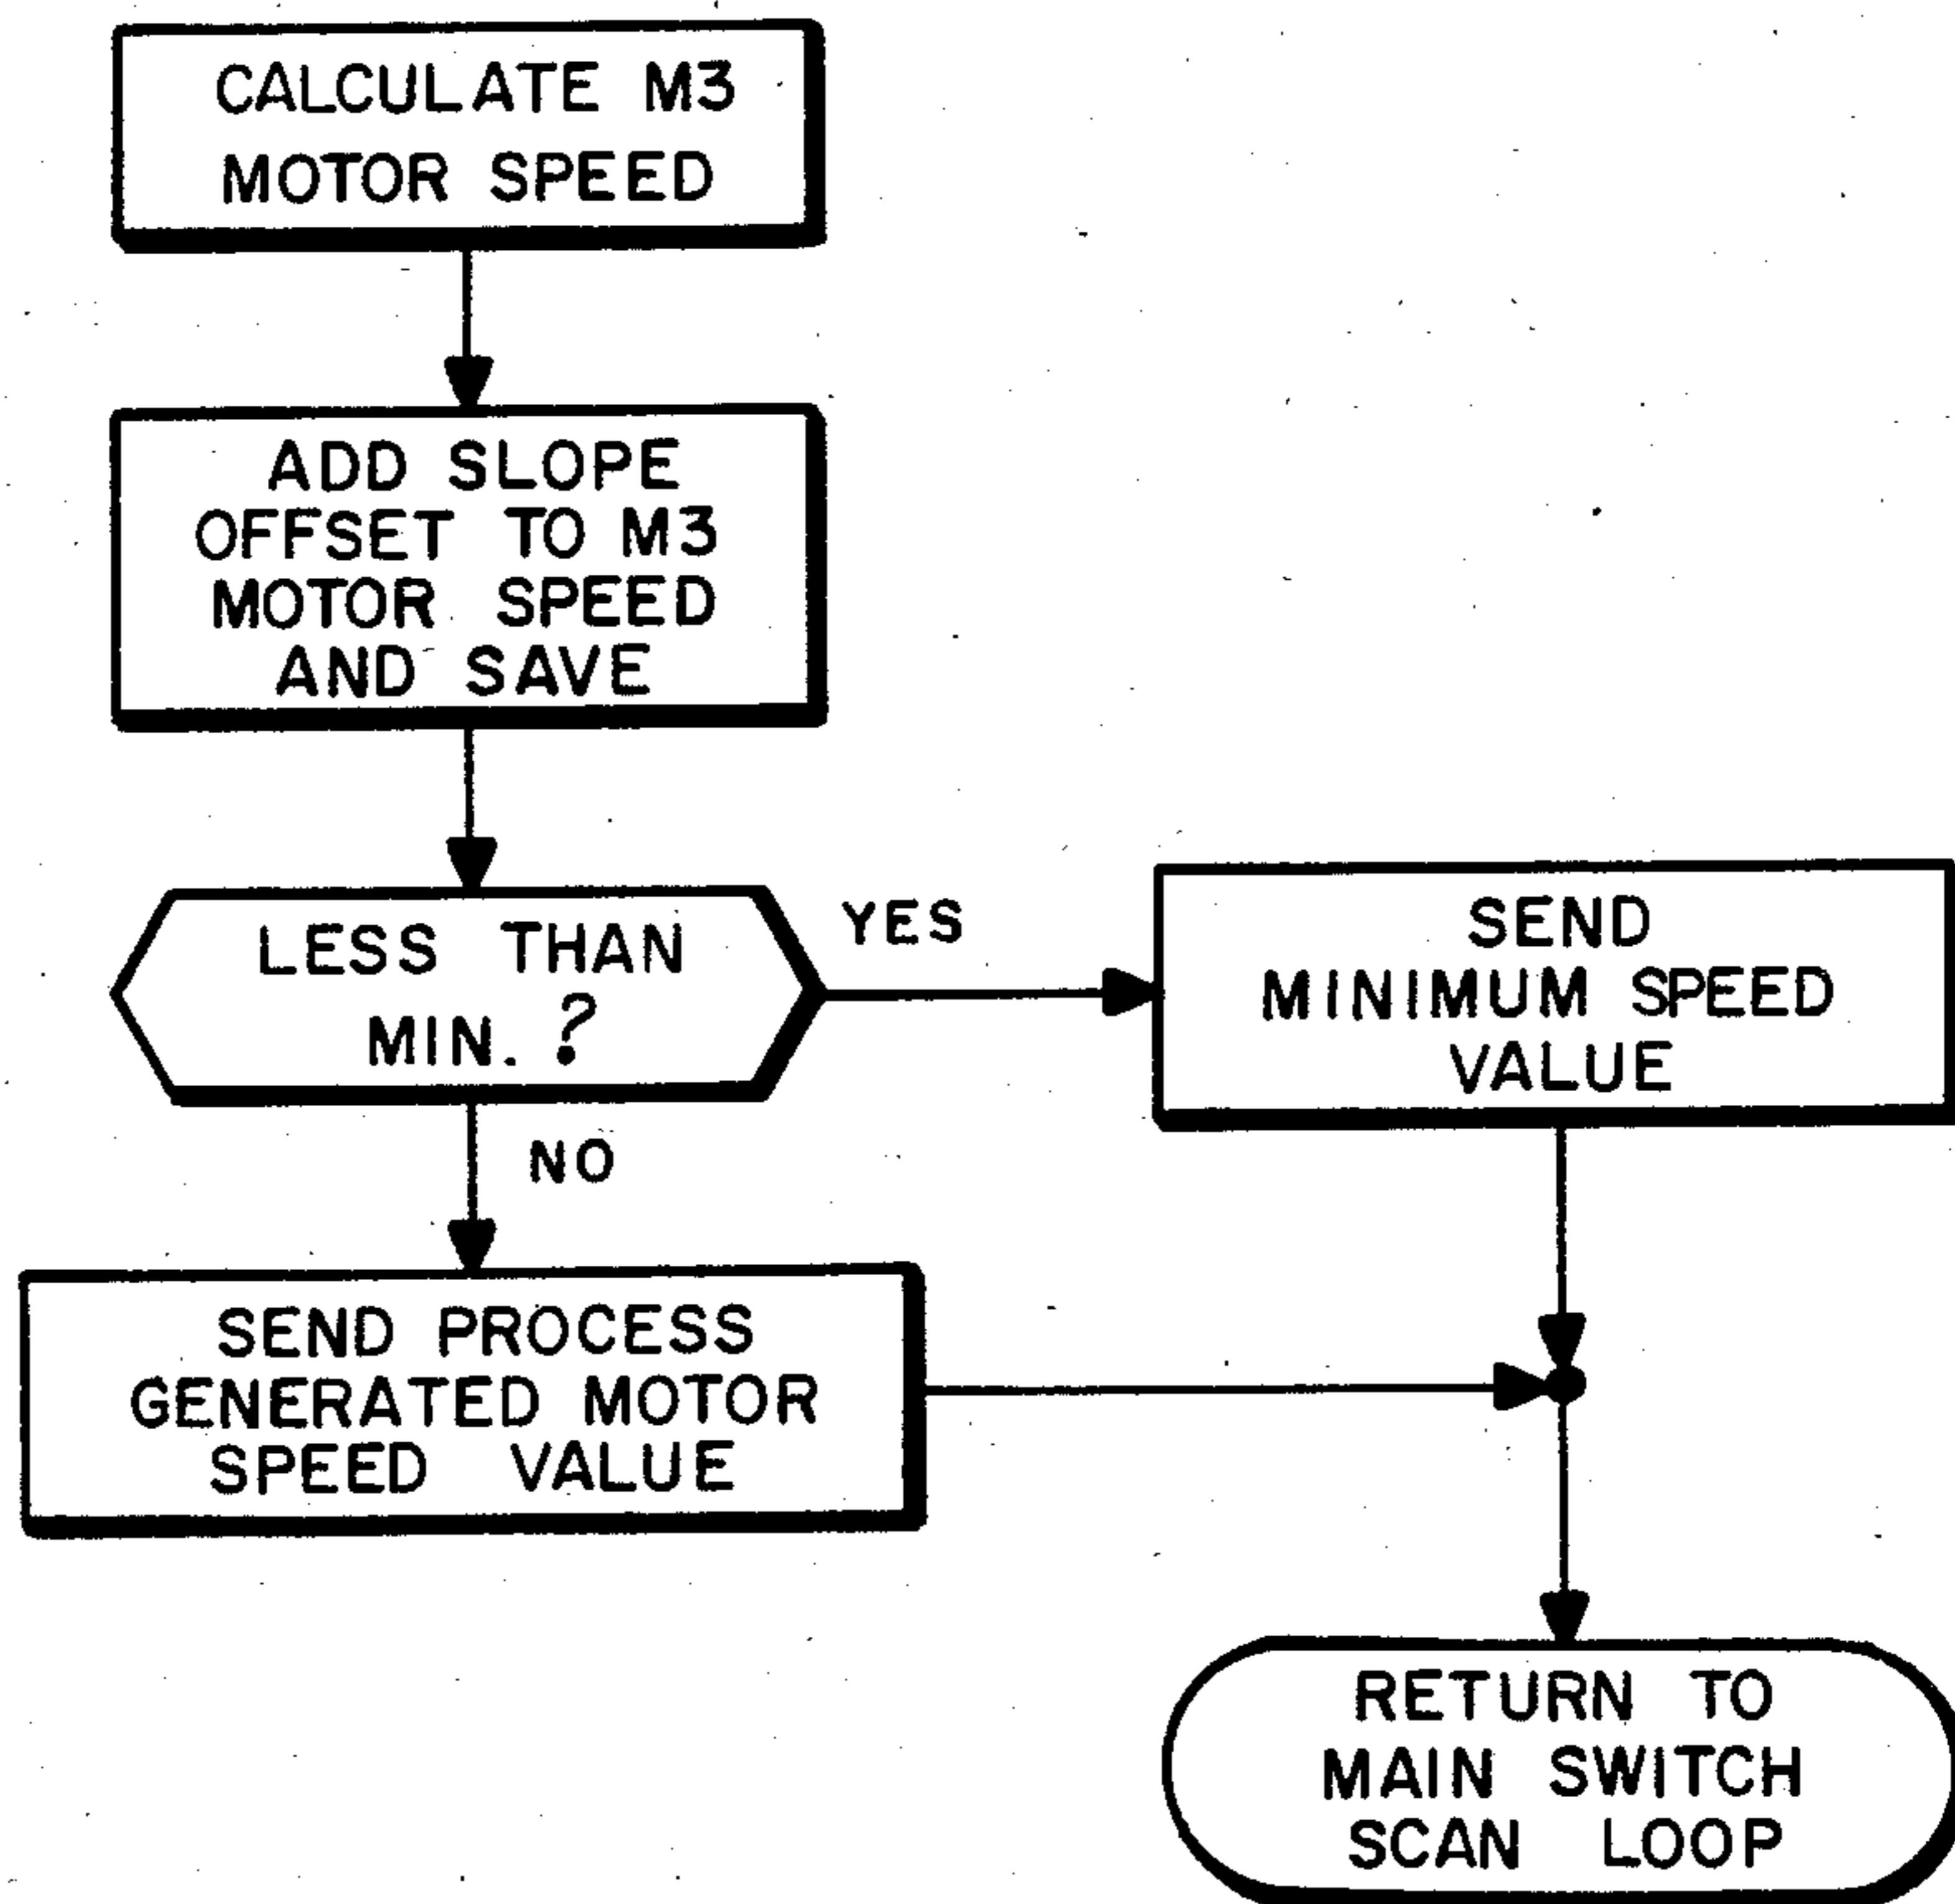 CALCULATE M3
MOTOR SPEED
ADD SLOPE
OFFSET TO M3
MOTOR SPEED
AND SAVE
LESS THAN
MIN. ?
YES
SEND
MINIMUM SPEED
VALUE
NO
SEND PROCESS
GENERATED MOTOR
SPEED VALUE
RETURN TO
MAIN SWITCH
SCAN LOOP